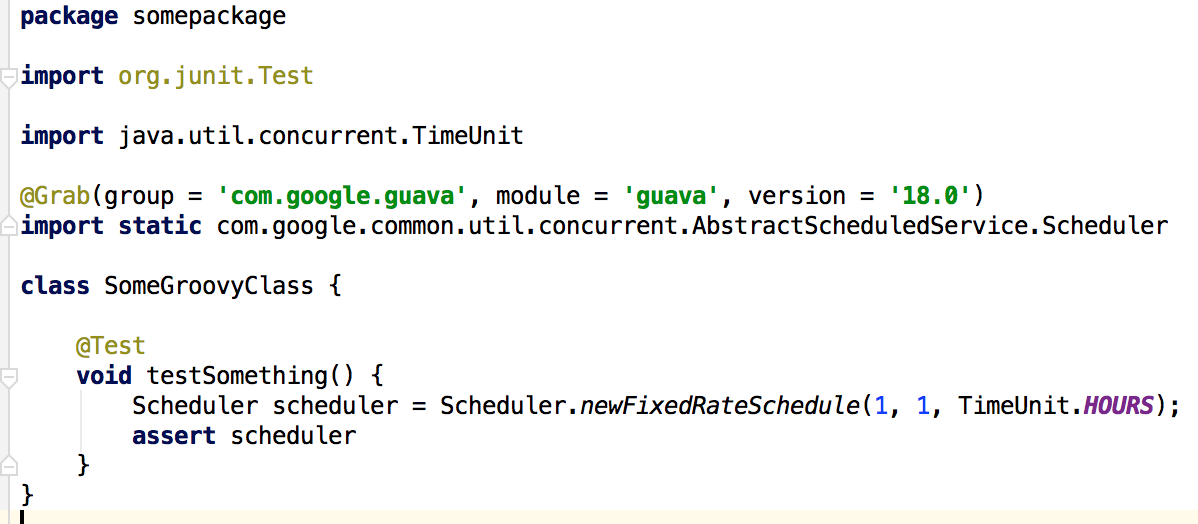 package somepackage
import org.junit.Test
import java.util.concurrent.TimeUnit
@Grab(group = 'com.google.guava', module = 'guava', version = '18.0')
import static com.google.common.util.concurrent.AbstractScheduledService.Scheduler
class SomeGroovyClass {
@Test
void testSomething() {
Scheduler scheduler = Scheduler.newFixedRateSchedule(1, 1, TimeUnit.HOURS);
assert scheduler
}
}